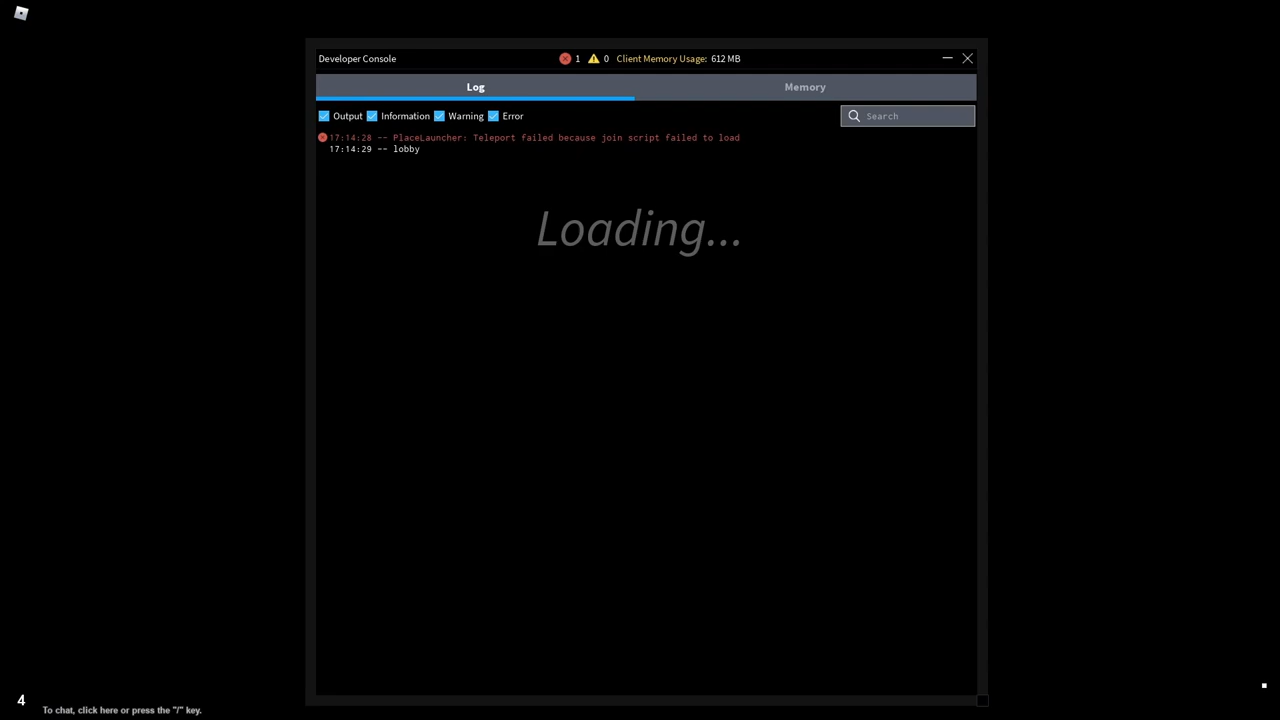 Developer Console
1 0 Client Memory Usage: 612 MB
Log Memory
Output Information Warning Error
Search
17:14:28 -- PlaceLauncher: Teleport failed because join script failed to load
17:14:29 -- lobby
Loading...
4
To chat, click here or press the "/" key.